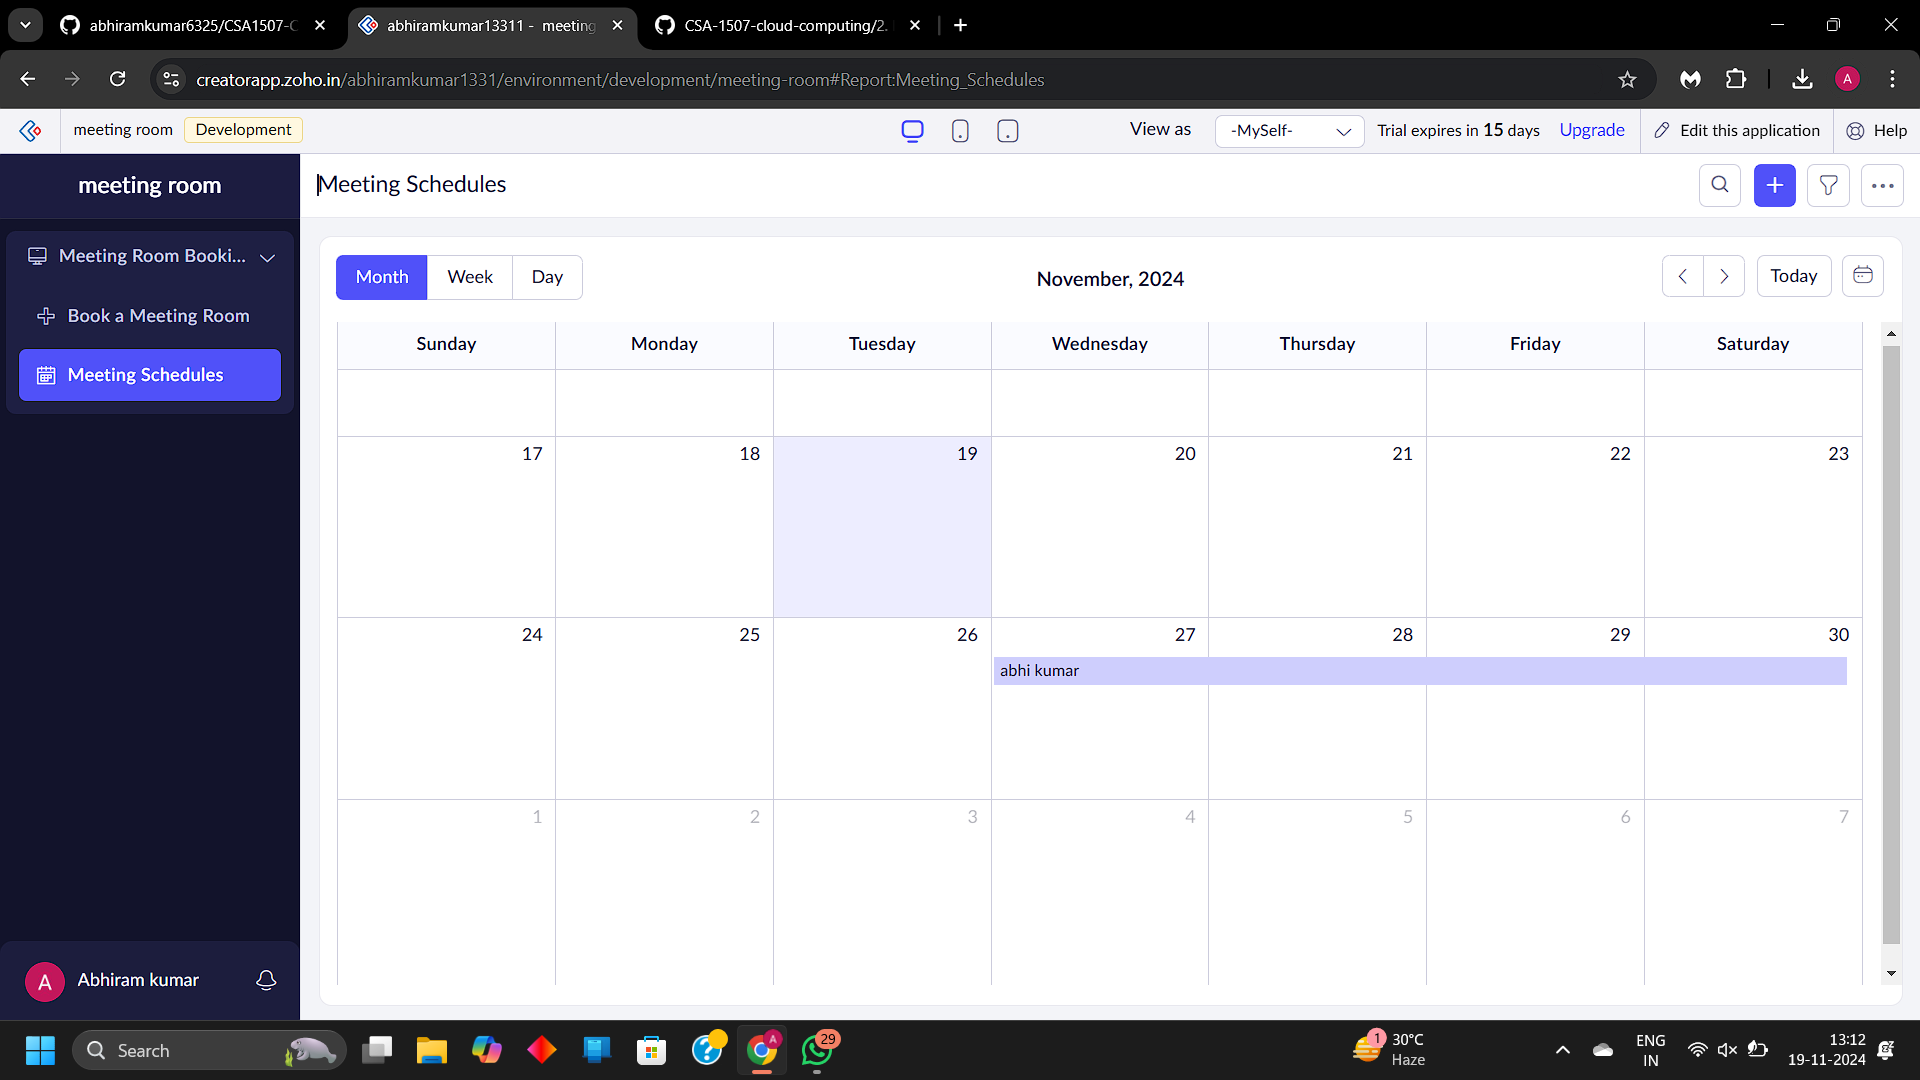 abhiramkumar6325/CSA1507-C
abhiramkumar13311 - meeting
CSA-1507-cloud-computing/2.
creatorapp.zoho.in/abhiramkumar1331/environment/development/meeting-room#Report:Meeting_Schedules
A
meeting room
Development
View as
-MySelf-
Trial expires in 15 days
Upgrade
Edit this application
Help
meeting room
Meeting Schedules
Meeting Room Booki...
Book a Meeting Room
Meeting Schedules
Month
Week
Day
November, 2024
Today
Sunday Monday Tuesday Wednesday Thursday Friday Saturday
17 18 19 20 21 22 23
24 25 26 27 28 29 30
abhi kumar
1 2 3 4 5 6 7
A
Abhiram kumar
Search
A
29
1
30°C
Haze
ENG
IN
13:12
19-11-2024